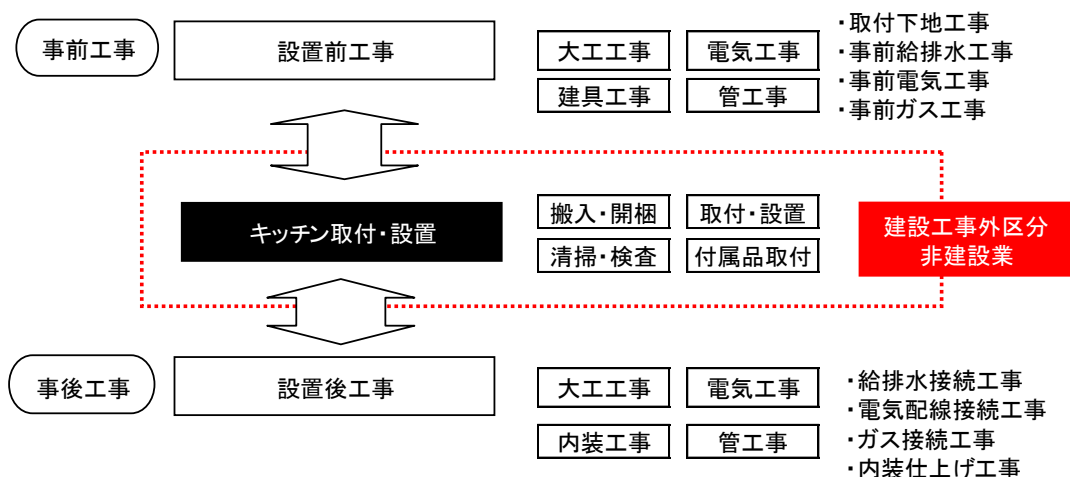 事前工事
設置前工事
大工工事
電気工事
建具工事
管工事
・取付下地工事
・事前給排水工事
・事前電気工事
・事前ガス工事
キッチン取付・設置
搬入・開梱
取付・設置
清掃・検査
付属品取付
建設工事外区分
非建設業
事後工事
設置後工事
大工工事
電気工事
内装工事
管工事
・給排水接続工事
・電気配線接続工事
・ガス接続工事
・内装仕上げ工事